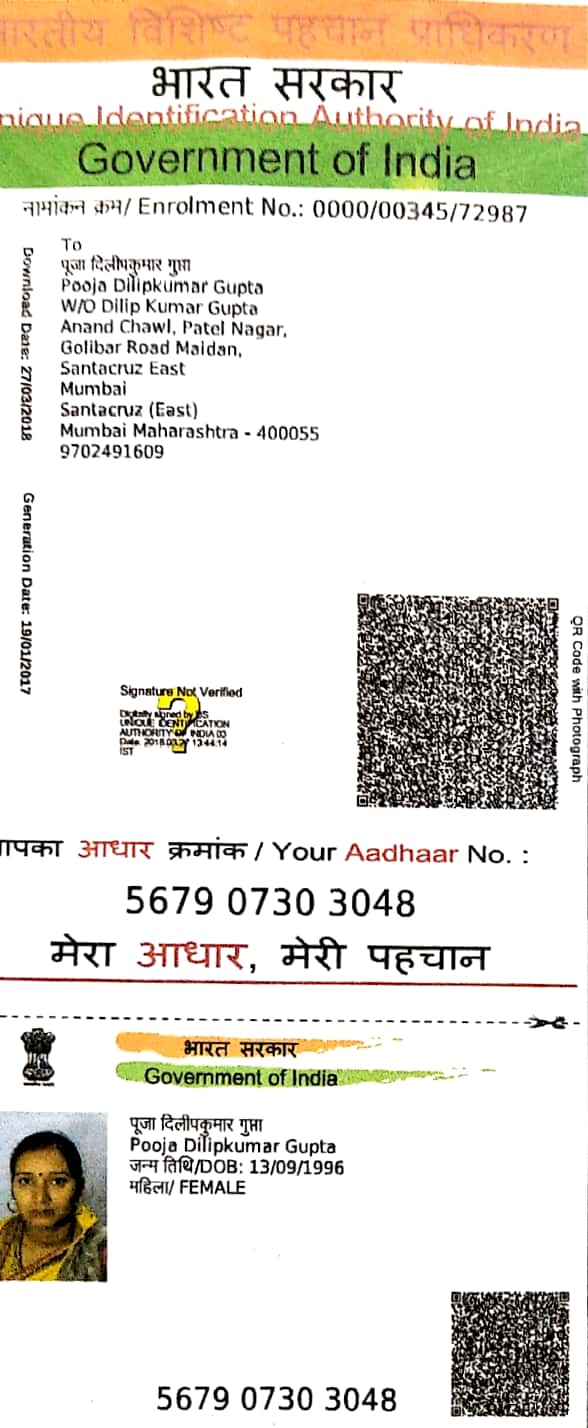 भारतीय विशिष्ट पहचान प्राधिकरण
भारत सरकार
nique Identification Authority of India
Government of India
नामांकन क्रम/ Enrolment No.: 0000/00345/72987
To
पूजा दिलीपकुमार गुप्ता
Pooja Dilipkumar Gupta
W/O Dilip Kumar Gupta
Anand Chawl, Patel Nagar,
Golibar Road Maidan,
Santacruz East
Mumbai
Santacruz (East)
Mumbai Maharashtra - 400055
9702491609
Download Date: 27/03/2018
Generation Date: 19/01/2017
QR Code with Photograph
Signature Not Verified
Digitally signed by DS
UNIQUE IDENTIFICATION
AUTHORITY OF INDIA 03
Date: 2018.03.27 13:44:14
IST
ापका आधार क्रमांक / Your Aadhaar No. :
5679 0730 3048
मेरा आधार, मेरी पहचान
भारत सरकार
Government of India
पूजा दिलीपकुमार गुप्ता
Pooja Dilipkumar Gupta
जन्म तिथि/DOB: 13/09/1996
महिला/ FEMALE
5679 0730 3048